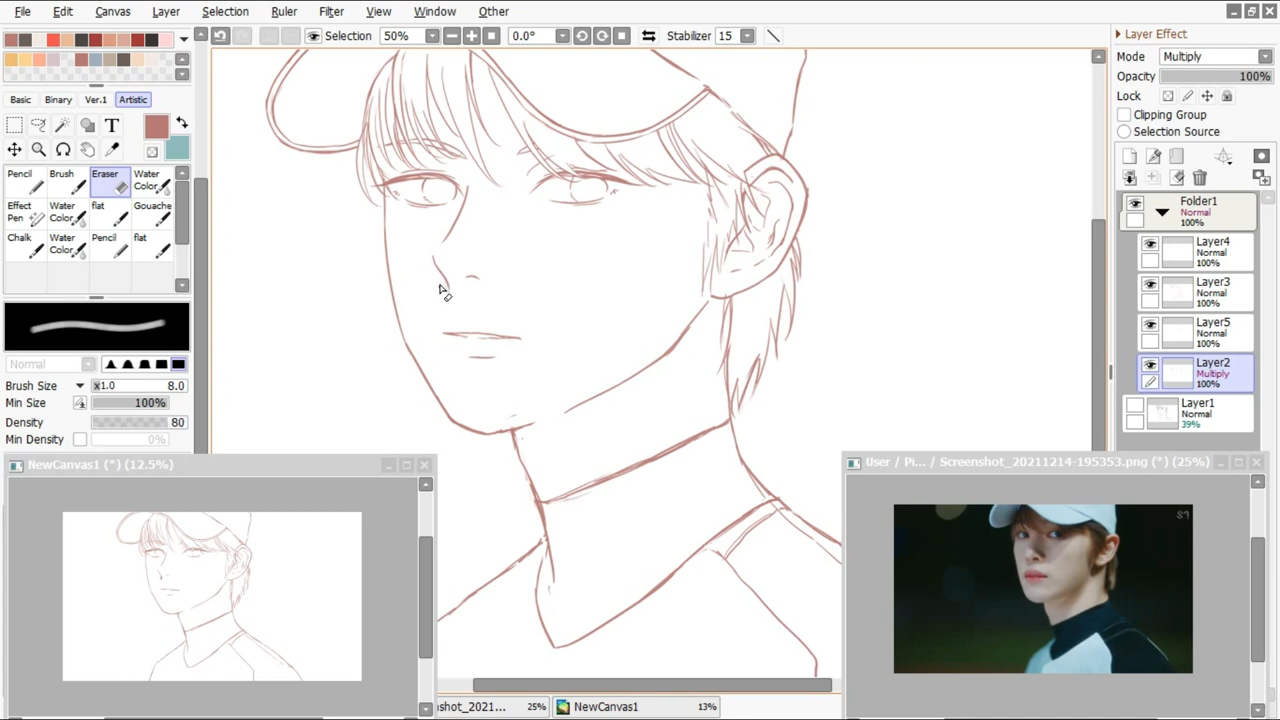 File Edit Canvas Layer Selection Ruler Filter View Window Other
Selection 50% 0.0° Stabilizer 15
Basic Binary Ver.1 Artistic
T
Pencil Brush Eraser Water Color
Effect Pen Water Color flat Gouache
Chalk Water Color Pencil flat
Normal
Brush Size x1.0 8.0
Min Size 100%
Density 80
Min Density 0%
Layer Effect
Mode Multiply
Opacity 100%
Lock
Clipping Group
Selection Source
Folder1
Normal
100%
Layer4
Normal
100%
Layer3
Normal
100%
Layer5
Normal
100%
Layer2
Multiply
100%
Layer1
Normal
39%
NewCanvas1 (*) (12.5%)
User / Pi... / Screenshot_20211214-195353.png (*) (25%)
shot_2021... 25% NewCanvas1 13%